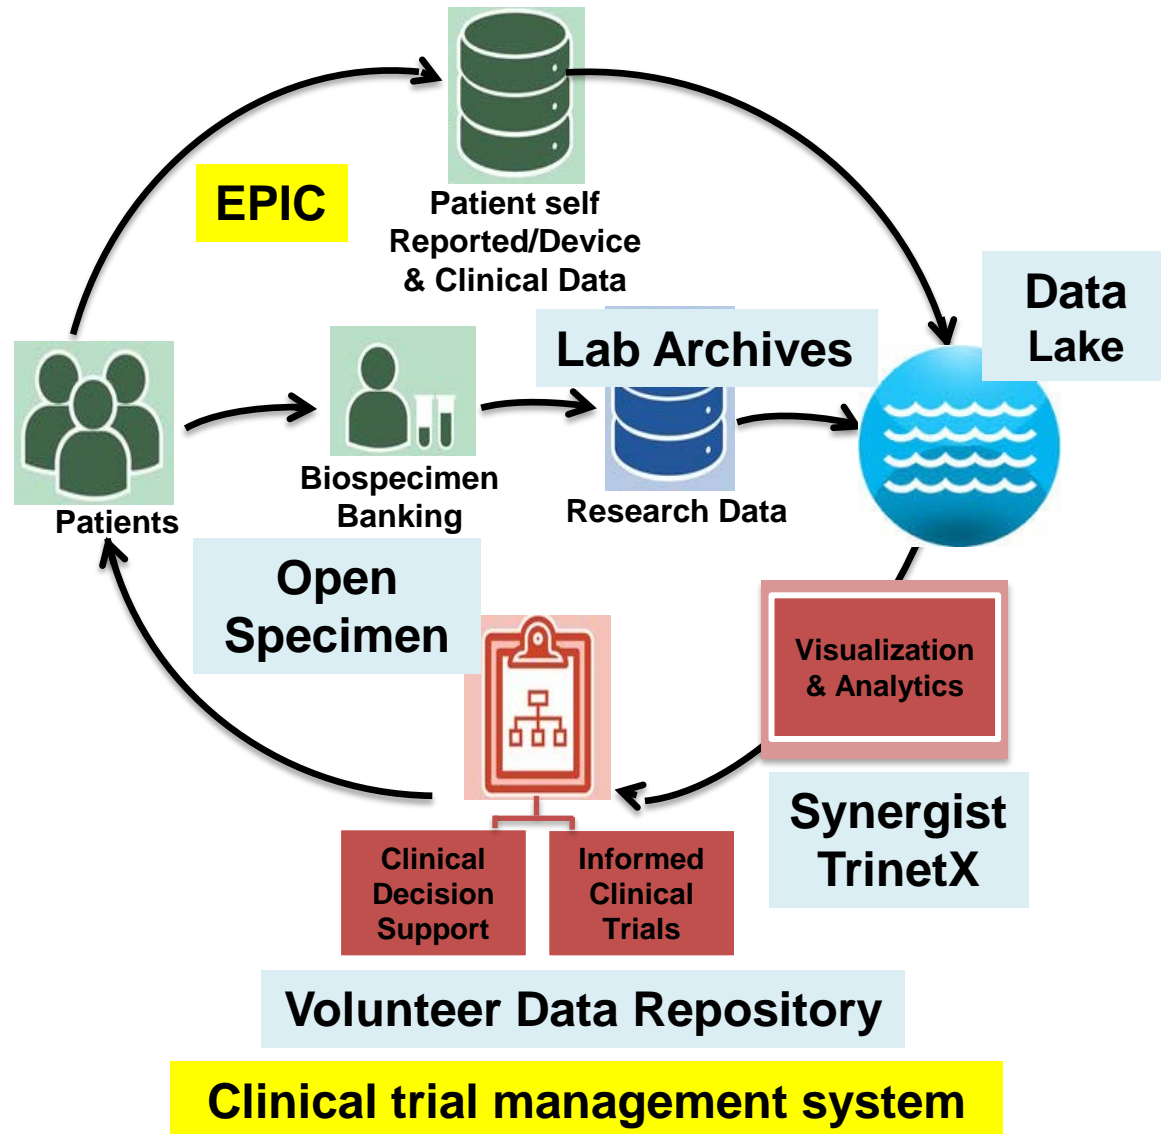 EPIC
Patient self
Reported/Device
& Clinical Data
Data
Lake
Lab Archives
Patients
Biospecimen
Banking
Research Data
Open
Specimen
Visualization
& Analytics
Synergist
TrinetX
Clinical
Decision
Support
Informed
Clinical
Trials
Volunteer Data Repository
Clinical trial management system